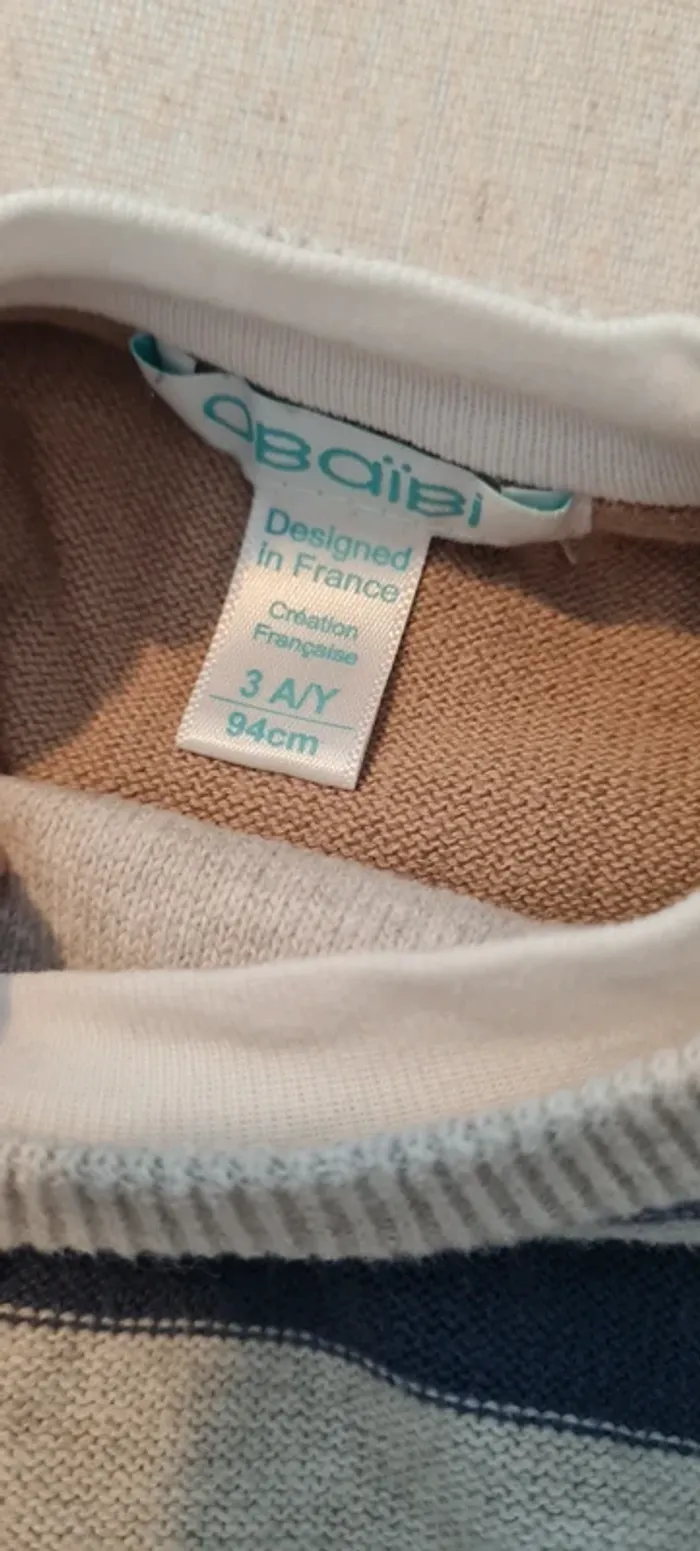 OBaïBi
Designed
in France
Création
Française
3 A/Y
94cm